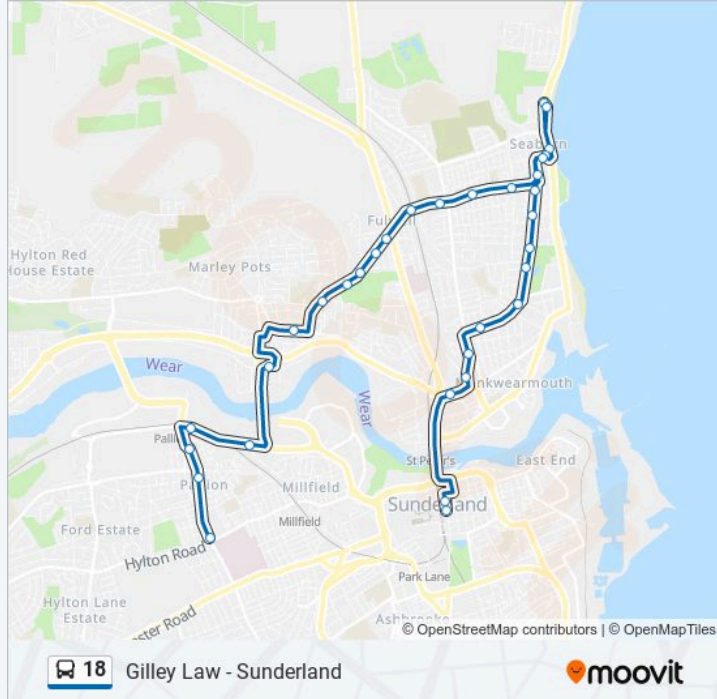 Seaburn
Fulwell
Hylton Red
House Estate
Marley Pots
Wear
Wear
Monkwearmouth
Pallion
St Peter's
East End
Pallion
Millfield
Sunderland
Ford Estate
Millfield
Hylton Road
Park Lane
Hylton Lane
Estate
ster Road
Ashbrooke
© OpenStreetMap contributors | © OpenMapTiles
18 Gilley Law - Sunderland
moovit